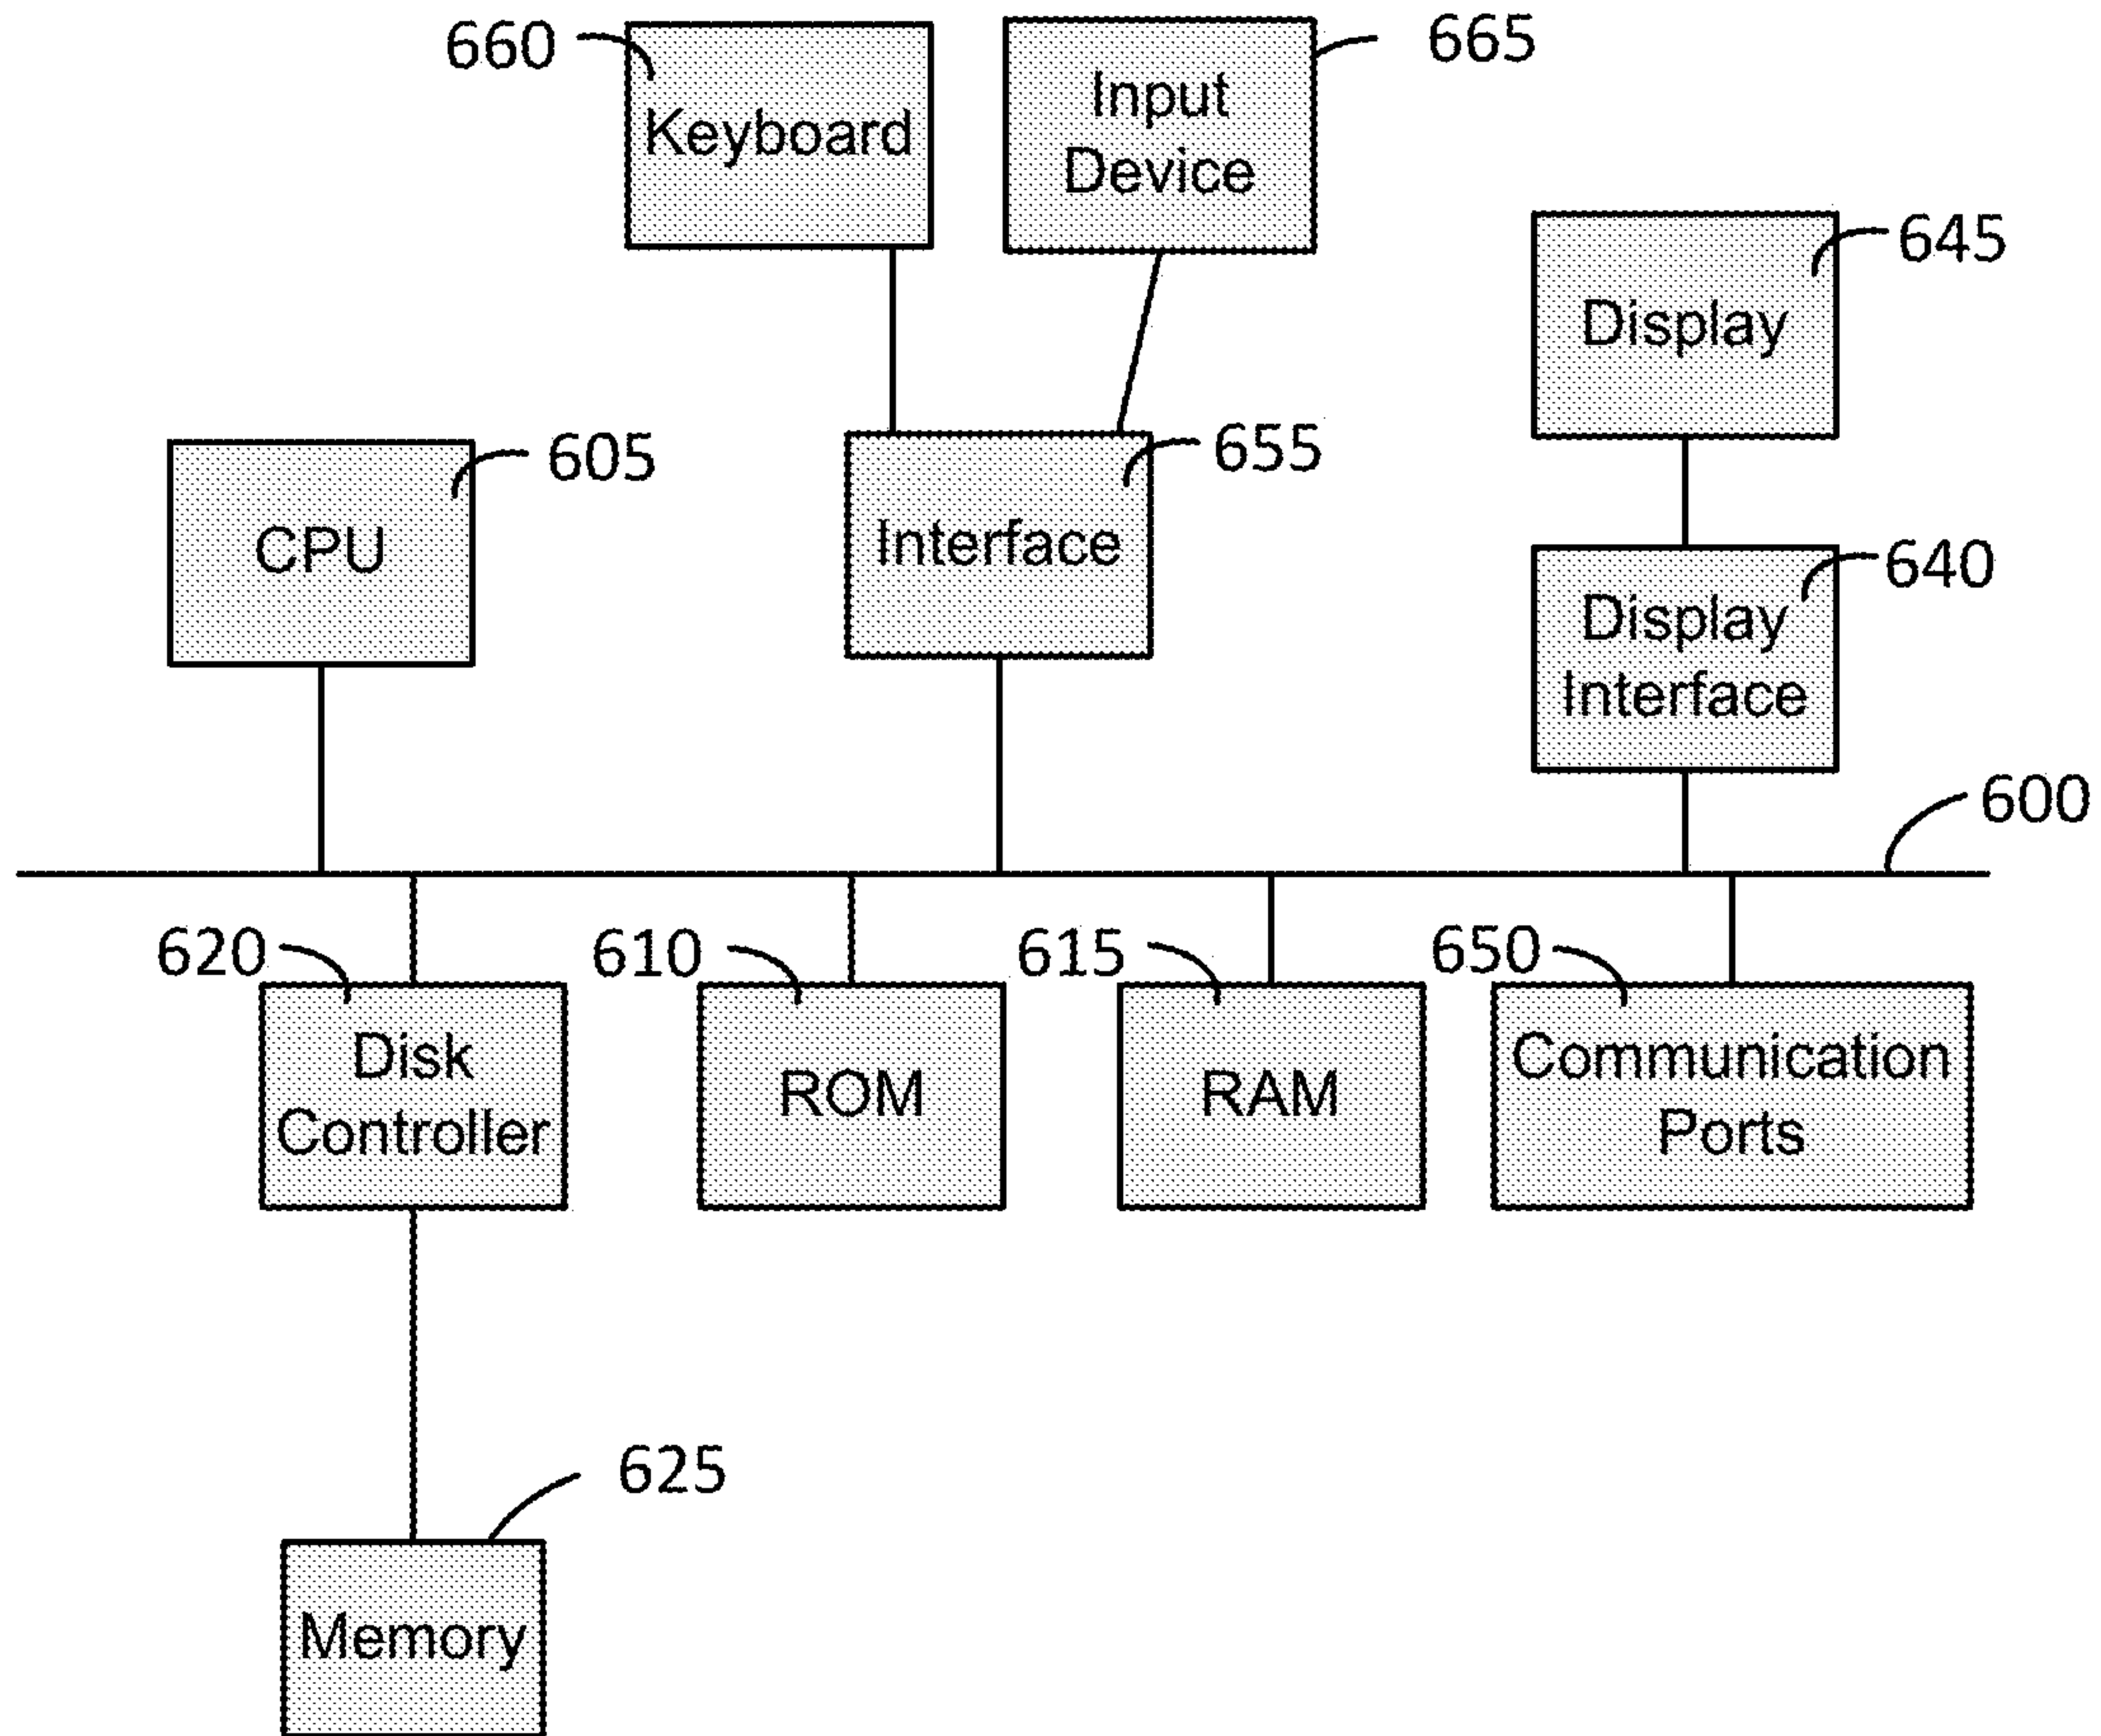 660
Keyboard
Input
Device
665
Display
645
CPU
605
Interface
655
Display
Interface
640
600
620
Disk
Controller
610
ROM
615
RAM
650
Communication
Ports
625
Memory